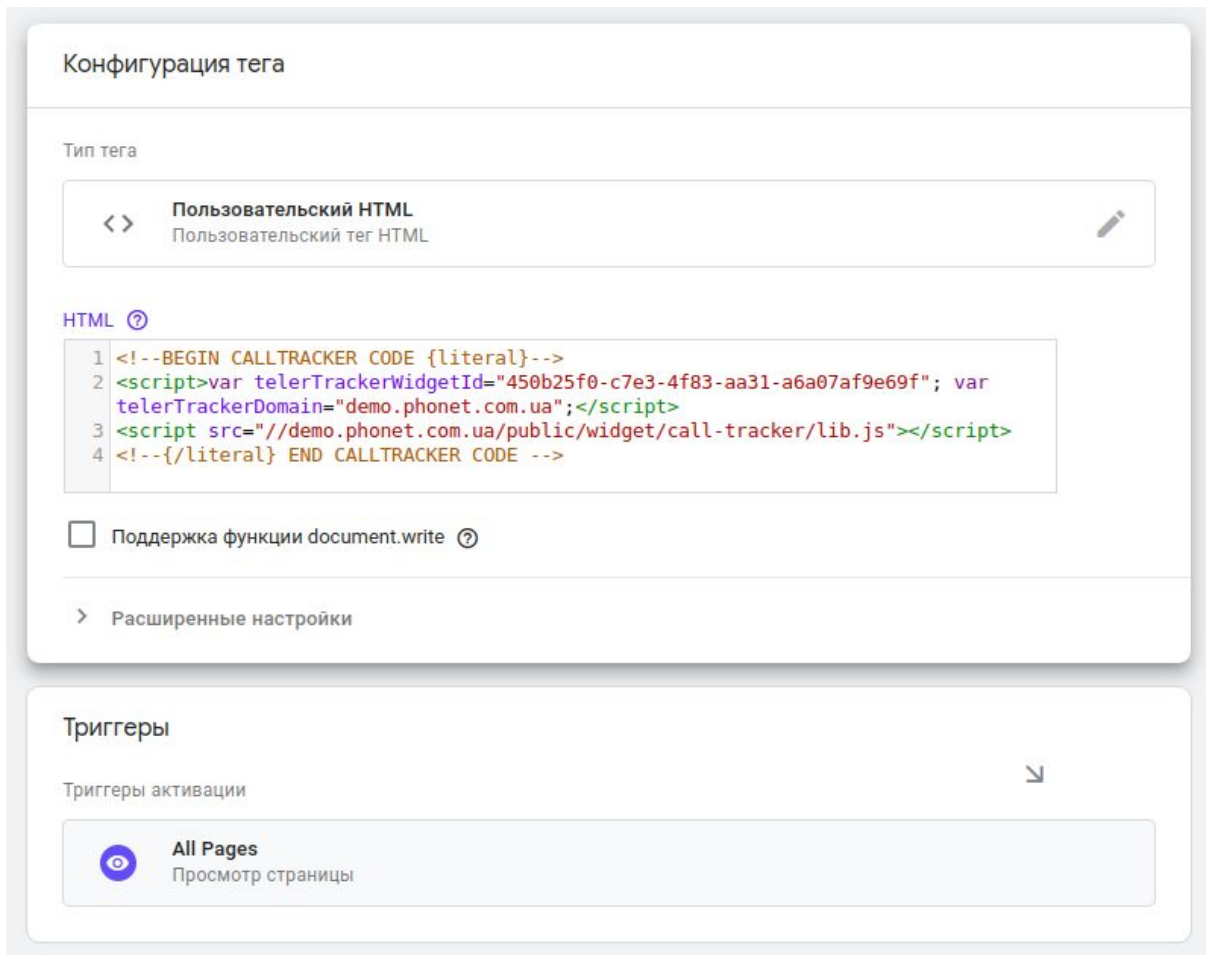 Конфигурация тега
Тип тега
Пользовательский HTML
Пользовательский тег HTML
HTML
1 <!--BEGIN CALLTRACKER CODE {literal}-->
2 <script>var telerTrackerWidgetId="450b25f0-c7e3-4f83-aa31-a6a07af9e69f"; var
telerTrackerDomain="demo.phonet.com.ua";</script>
3 <script src="//demo.phonet.com.ua/public/widget/call-tracker/lib.js"></script>
4 <!--{/literal} END CALLTRACKER CODE -->
Поддержка функции document.write
Расширенные настройки
Триггеры
Триггеры активации
All Pages
Просмотр страницы